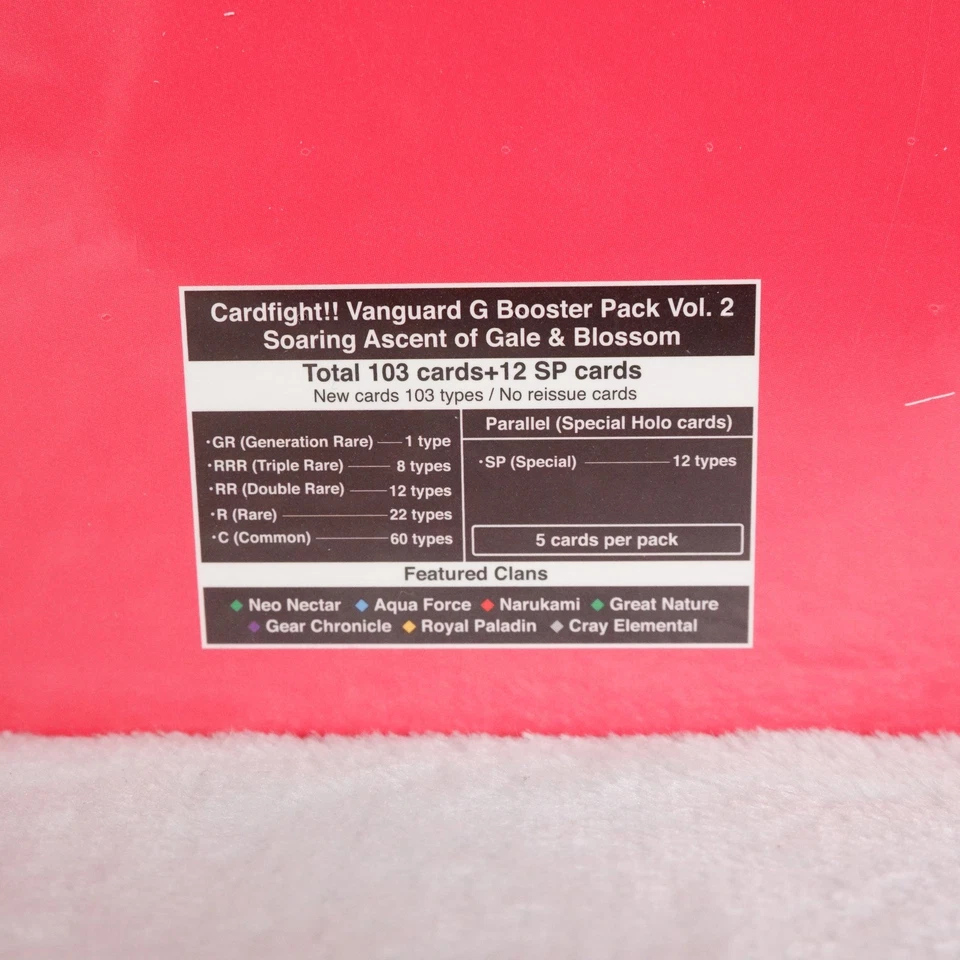 Cardfight!! Vanguard G Booster Pack Vol. 2
Soaring Ascent of Gale & Blossom
Total 103 cards+12 SP cards
New cards 103 types / No reissue cards
・GR (Generation Rare) 1 type
・RRR (Triple Rare) 8 types
・RR (Double Rare) 12 types
・R (Rare) 22 types
・C (Common) 60 types
Parallel (Special Holo cards)
・SP (Special) 12 types
5 cards per pack
Featured Clans
◆ Neo Nectar ◆ Aqua Force ◆ Narukami ◆ Great Nature
◆ Gear Chronicle ◆ Royal Paladin ◆ Cray Elemental